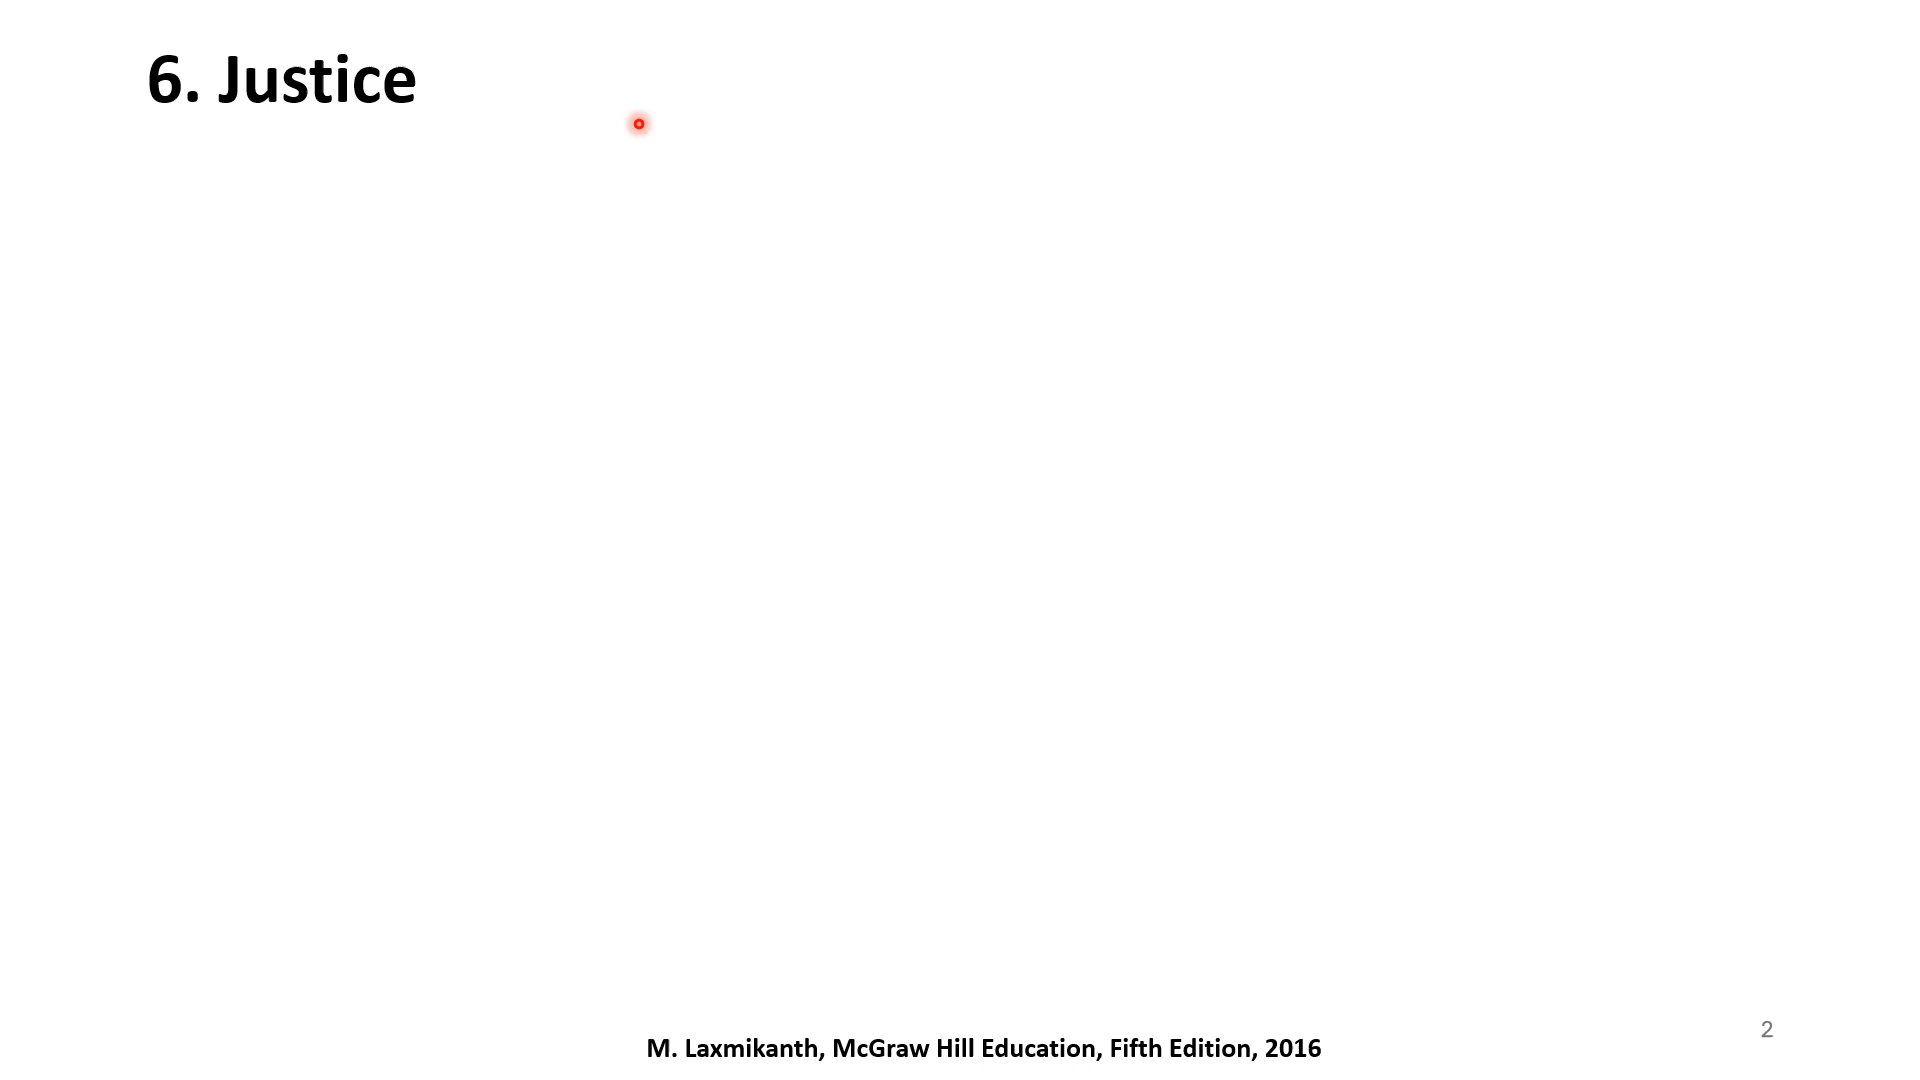 6. Justice
M. Laxmikanth, McGraw Hill Education, Fifth Edition, 2016
2